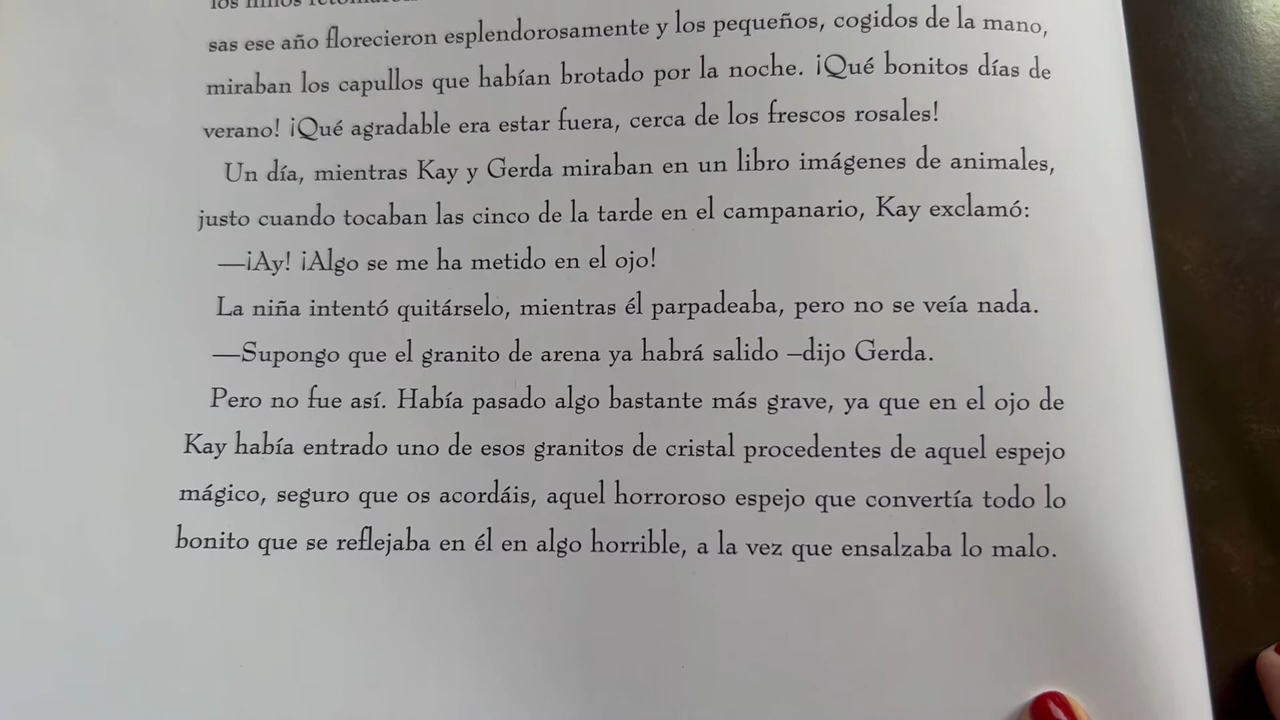 los niños
sas ese año florecieron esplendorosamente y los pequeños, cogidos de la mano,
miraban los capullos que habían brotado por la noche. ¡Qué bonitos días de
verano! ¡Qué agradable era estar fuera, cerca de los frescos rosales!
Un día, mientras Kay y Gerda miraban en un libro imágenes de animales,
justo cuando tocaban las cinco de la tarde en el campanario, Kay exclamó:
—¡Ay! ¡Algo se me ha metido en el ojo!
La niña intentó quitárselo, mientras él parpadeaba, pero no se veía nada.
—Supongo que el granito de arena ya habrá salido –dijo Gerda.
Pero no fue así. Había pasado algo bastante más grave, ya que en el ojo de
Kay había entrado uno de esos granitos de cristal procedentes de aquel espejo
mágico, seguro que os acordáis, aquel horroroso espejo que convertía todo lo
bonito que se reflejaba en él en algo horrible, a la vez que ensalzaba lo malo.